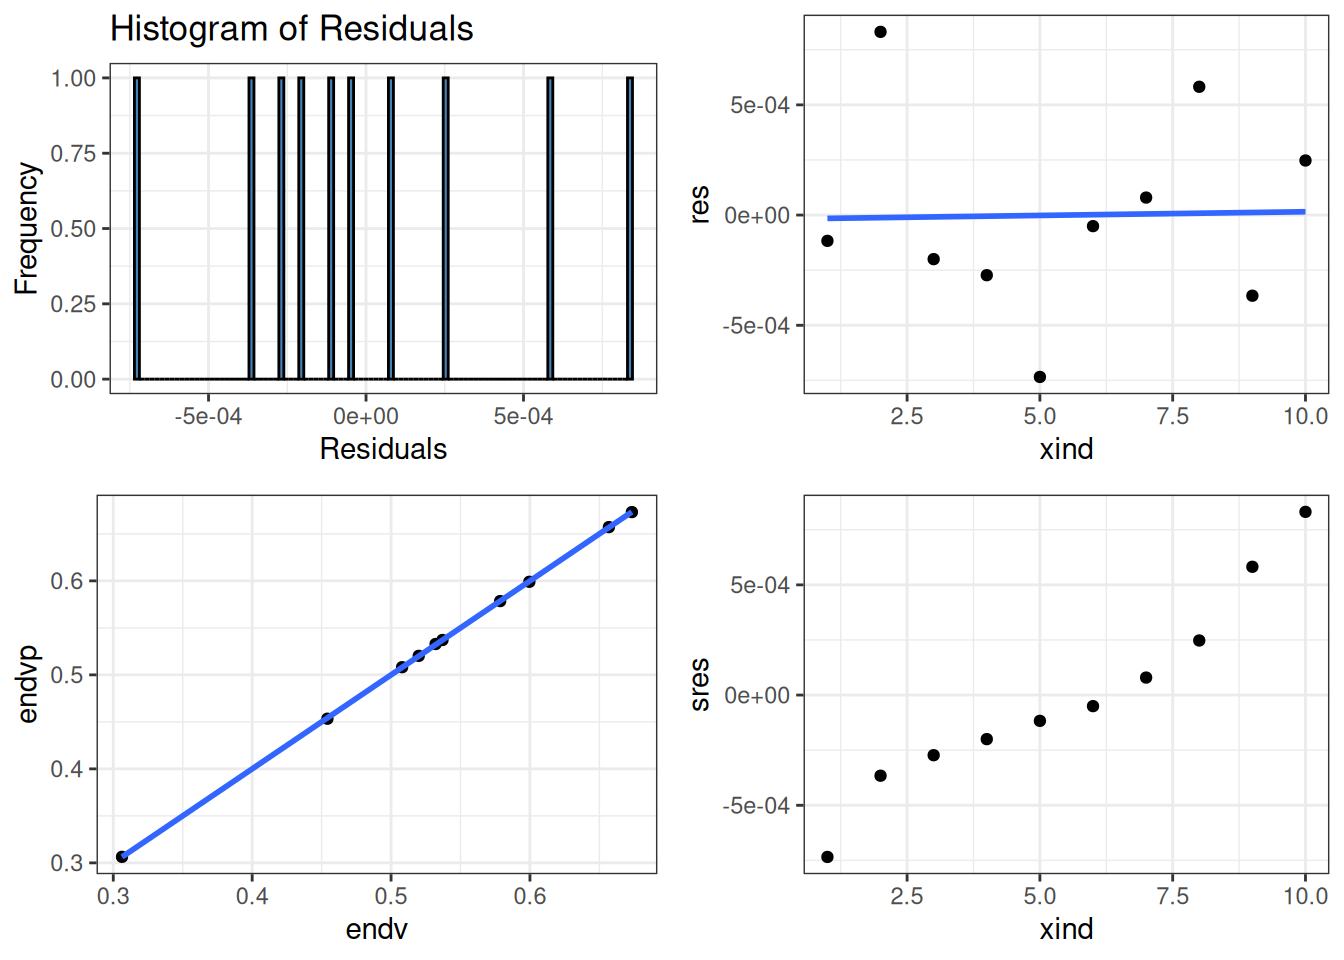 Histogram of Residuals
1.00
0.75
0.50
0.25
0.00
Frequency
-5e-04 0e+00 5e-04
Residuals
5e-04
0e+00
-5e-04
res
2.5 5.0 7.5 10.0
xind
0.6
0.5
0.4
0.3
endvp
0.3 0.4 0.5 0.6
endv
5e-04
0e+00
-5e-04
sres
2.5 5.0 7.5 10.0
xind